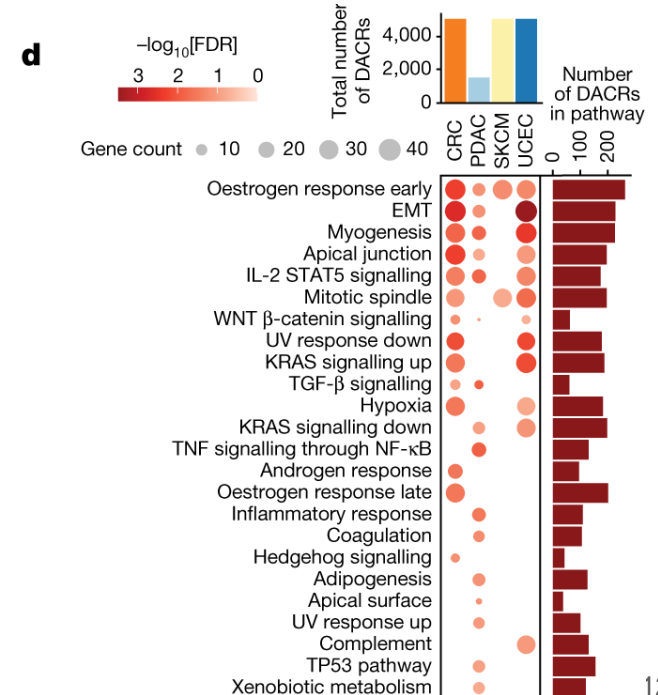 d
–log10[FDR]
3 2 1 0
Total number
of DACRs
4,000
2,000
0
Number
of DACRs
in pathway
Gene count 10 20 30 40
CRC
PDAC
SKCM
UCEC
0
100
200
Oestrogen response early
EMT
Myogenesis
Apical junction
IL-2 STAT5 signalling
Mitotic spindle
WNT β-catenin signalling
UV response down
KRAS signalling up
TGF-β signalling
Hypoxia
KRAS signalling down
TNF signalling through NF-κB
Androgen response
Oestrogen response late
Inflammatory response
Coagulation
Hedgehog signalling
Adipogenesis
Apical surface
UV response up
Complement
TP53 pathway
Xenobiotic metabolism